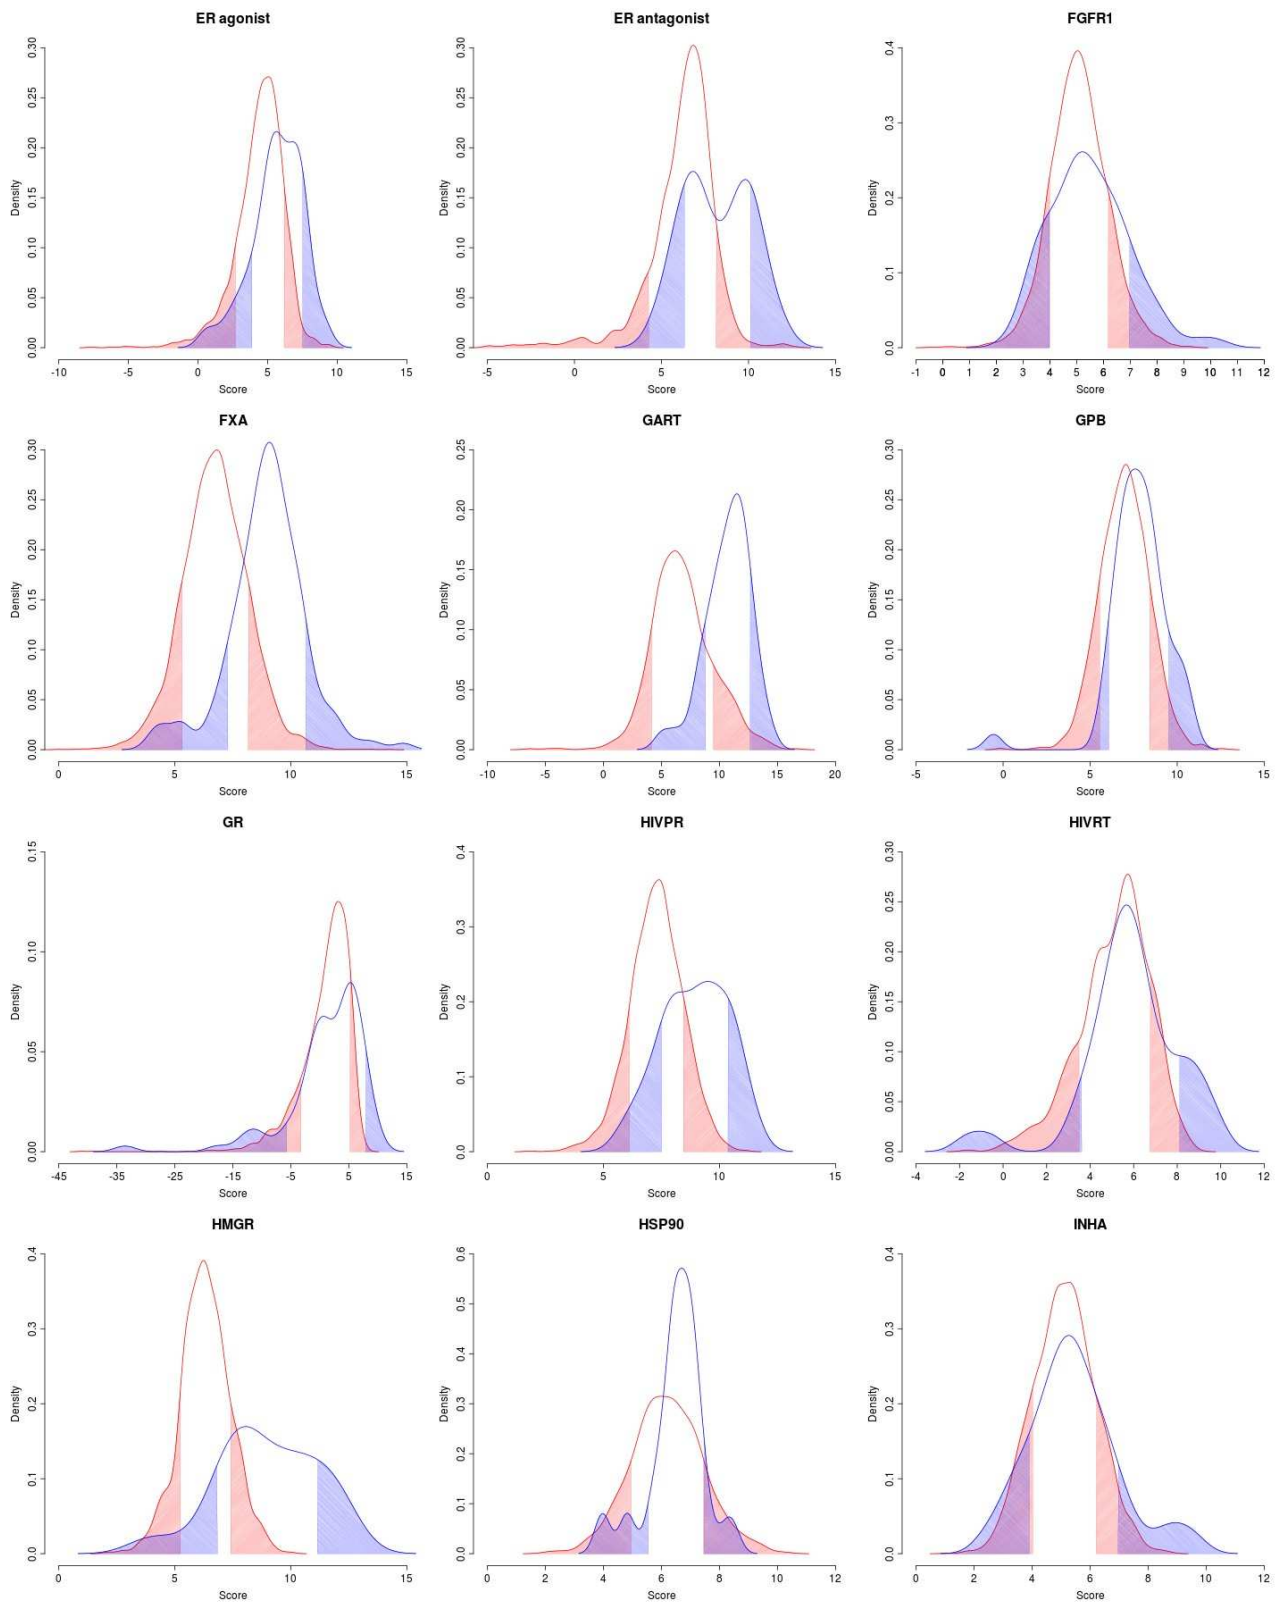 ER agonist
Density
0.00 0.05 0.10 0.15 0.20 0.25 0.30
-10 -5 0 5 10 15
Score
ER antagonist
Density
0.00 0.05 0.10 0.15 0.20 0.25 0.30
-5 0 5 10 15
Score
FGFR1
Density
0.0 0.1 0.2 0.3 0.4
-1 0 1 2 3 4 5 6 7 8 9 10 11 12
Score
FXA
Density
0.00 0.05 0.10 0.15 0.20 0.25 0.30
0 5 10 15
Score
GART
Density
0.00 0.05 0.10 0.15 0.20 0.25
-10 -5 0 5 10 15 20
Score
GPB
Density
0.00 0.05 0.10 0.15 0.20 0.25 0.30
-5 0 5 10 15
Score
GR
Density
0.00 0.05 0.10 0.15
-45 -35 -25 -15 -5 5 15
Score
HIVPR
Density
0.0 0.1 0.2 0.3 0.4
0 5 10 15
Score
HIVRT
Density
0.00 0.05 0.10 0.15 0.20 0.25 0.30
-4 -2 0 2 4 6 8 10 12
Score
HMGR
Density
0.0 0.1 0.2 0.3 0.4
0 5 10 15
Score
HSP90
Density
0.0 0.1 0.2 0.3 0.4 0.5 0.6
0 2 4 6 8 10 12
Score
INHA
Density
0.0 0.1 0.2 0.3 0.4
0 2 4 6 8 10 12
Score